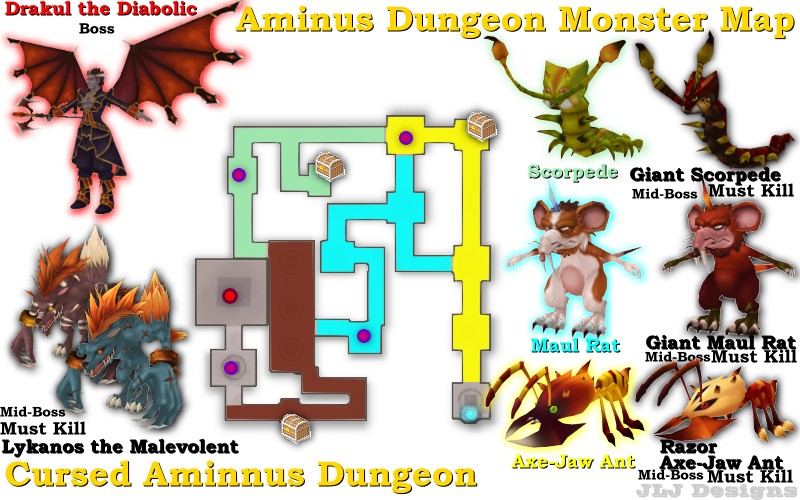 Drakul the Diabolic
Boss
Aminus Dungeon Monster Map
Scorpede
Giant Scorpede
Mid-Boss Must Kill
Maul Rat
Giant Maul Rat
Mid-Boss Must Kill
Mid-Boss
Must Kill
Lykanos the Malevolent
Axe-Jaw Ant
Razor
Axe-Jaw Ant
Mid-Boss Must Kill
Cursed Aminnus Dungeon
JLJ Designs